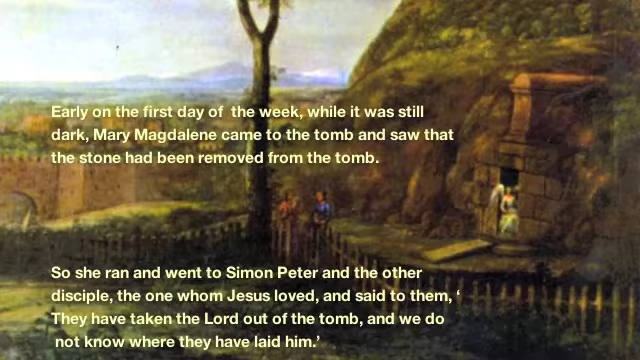 Early on the first day of  the week, while it was still
dark, Mary Magdalene came to the tomb and saw that
the stone had been removed from the tomb.
So she ran and went to Simon Peter and the other
disciple, the one whom Jesus loved, and said to them, ‘
They have taken the Lord out of the tomb, and we do
not know where they have laid him.’